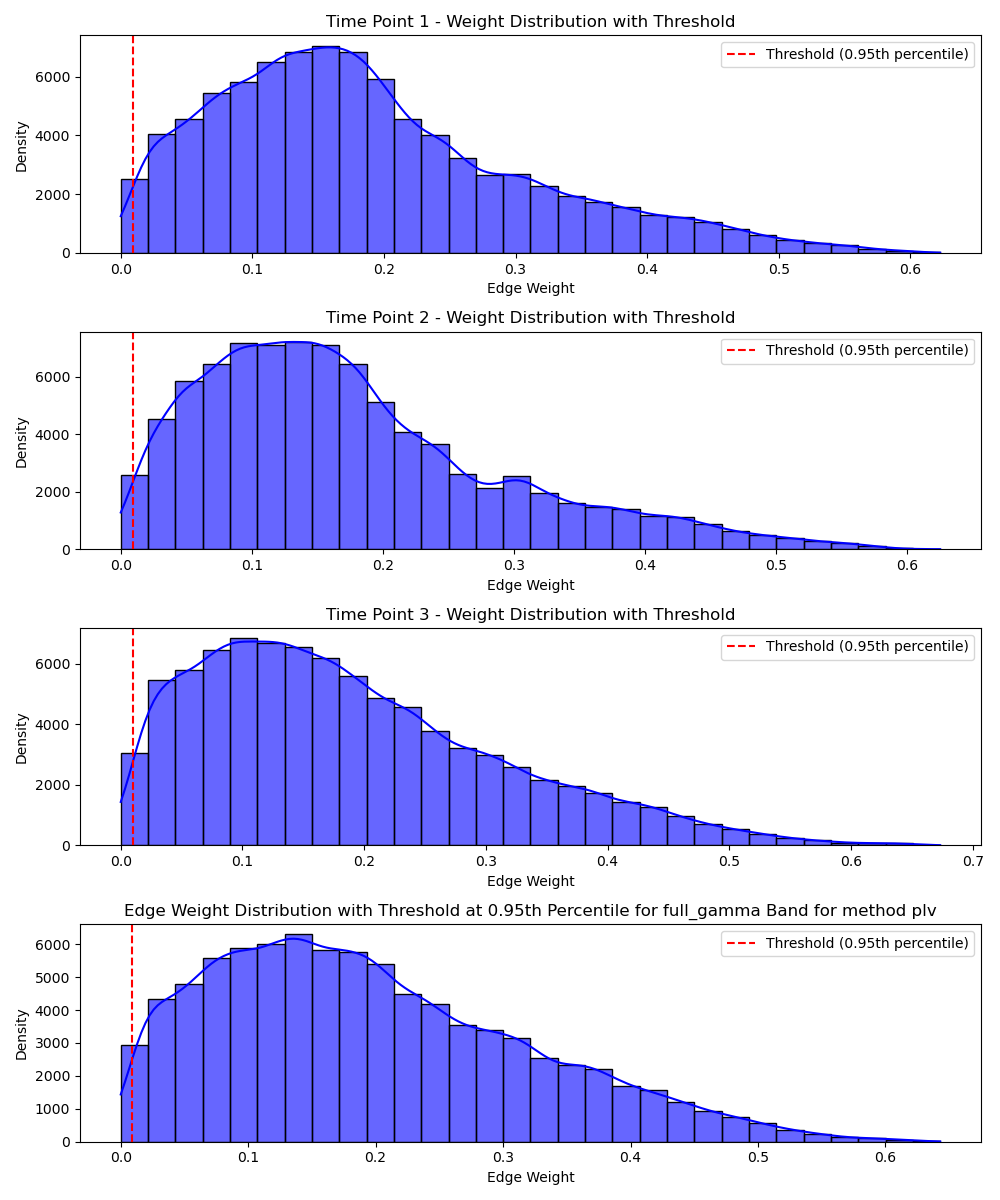 Time Point 1 - Weight Distribution with Threshold
Threshold (0.95th percentile)
Density
6000
4000
2000
0
0.0 0.1 0.2 0.3 0.4 0.5 0.6
Edge Weight
Time Point 2 - Weight Distribution with Threshold
Threshold (0.95th percentile)
Density
6000
4000
2000
0
0.0 0.1 0.2 0.3 0.4 0.5 0.6
Edge Weight
Time Point 3 - Weight Distribution with Threshold
Threshold (0.95th percentile)
Density
6000
4000
2000
0
0.0 0.1 0.2 0.3 0.4 0.5 0.6 0.7
Edge Weight
Edge Weight Distribution with Threshold at 0.95th Percentile for full_gamma Band for method plv
Threshold (0.95th percentile)
Density
6000
5000
4000
3000
2000
1000
0
0.0 0.1 0.2 0.3 0.4 0.5 0.6
Edge Weight